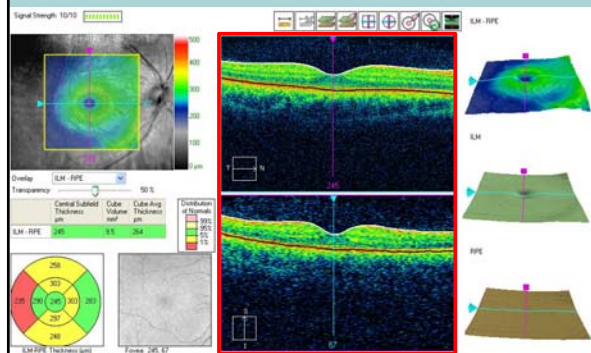 Signal Strength 10/10
ILM - RPE
500
400
300
200
100
0 µm
245
Overlay
ILM - RPE
Transparency
50 %
Central Subfield Thickness µm
Cube Volume mm³
Cube Avg Thickness µm
ILM - RPE
245
9.5
264
Distribution of Normals
99%
95%
5%
1%
258
303
235
290
245
303
283
297
248
ILM-RPE Thickness (µm)
Fovea: 245, 67
T
N
245
S
I
67
ILM
RPE